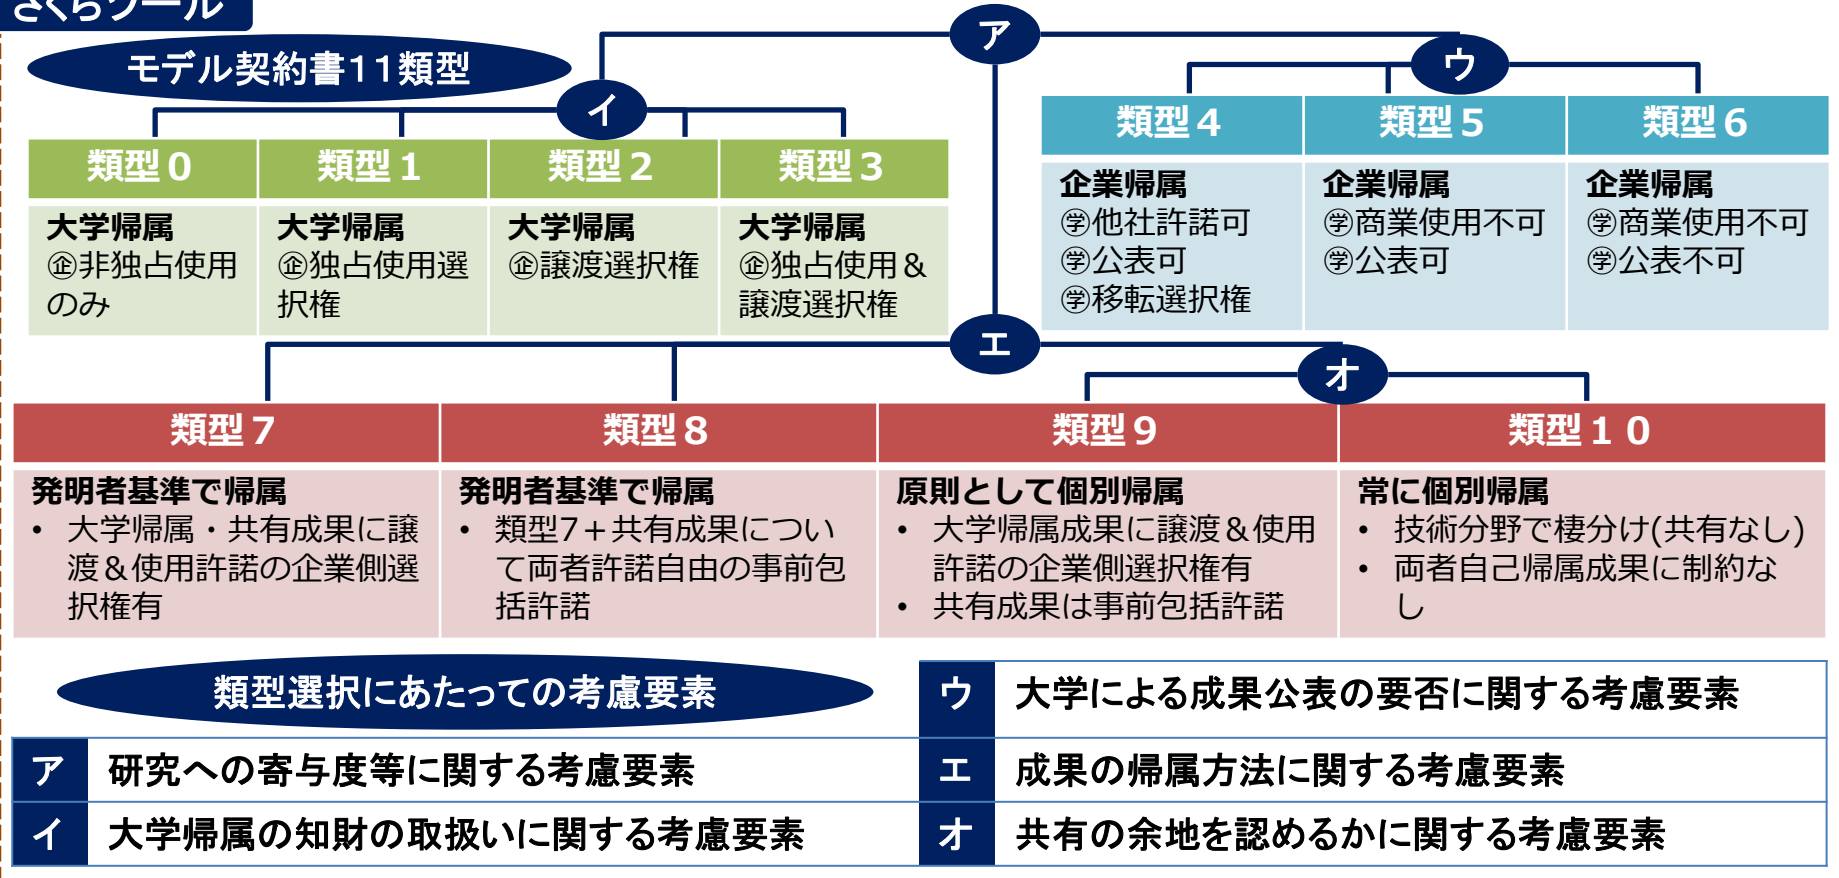 さくらツール
モデル契約書11類型
ア
イ
ウ
類型0
類型1
類型2
類型3
大学帰属
㊭非独占使用
のみ
大学帰属
㊭独占使用選
択権
大学帰属
㊭譲渡選択権
大学帰属
㊭独占使用&
譲渡選択権
類型4
類型5
類型6
企業帰属
㊫他社許諾可
㊫公表可
㊫移転選択権
企業帰属
㊫商業使用不可
㊫公表可
企業帰属
㊫商業使用不可
㊫公表不可
エ
オ
類型7
類型8
類型9
類型10
発明者基準で帰属
• 大学帰属・共有成果に譲
渡&使用許諾の企業側選
択権有
発明者基準で帰属
• 類型7+共有成果につい
て両者許諾自由の事前包
括許諾
原則として個別帰属
• 大学帰属成果に譲渡&使用
許諾の企業側選択権有
• 共有成果は事前包括許諾
常に個別帰属
• 技術分野で棲分け(共有なし)
• 両者自己帰属成果に制約な
し
類型選択にあたっての考慮要素
ウ 大学による成果公表の要否に関する考慮要素
ア 研究への寄与度等に関する考慮要素
エ 成果の帰属方法に関する考慮要素
イ 大学帰属の知財の取扱いに関する考慮要素
オ 共有の余地を認めるかに関する考慮要素